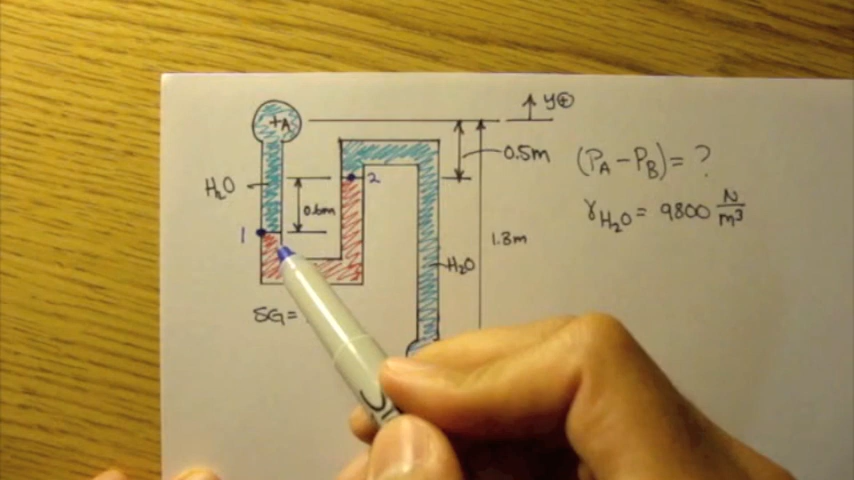 y⊕
+A
0.5m
(PA-PB) = ?
2
H2O
0.6m
γH2O = 9800 N/m³
1
1.8m
H2O
SG=